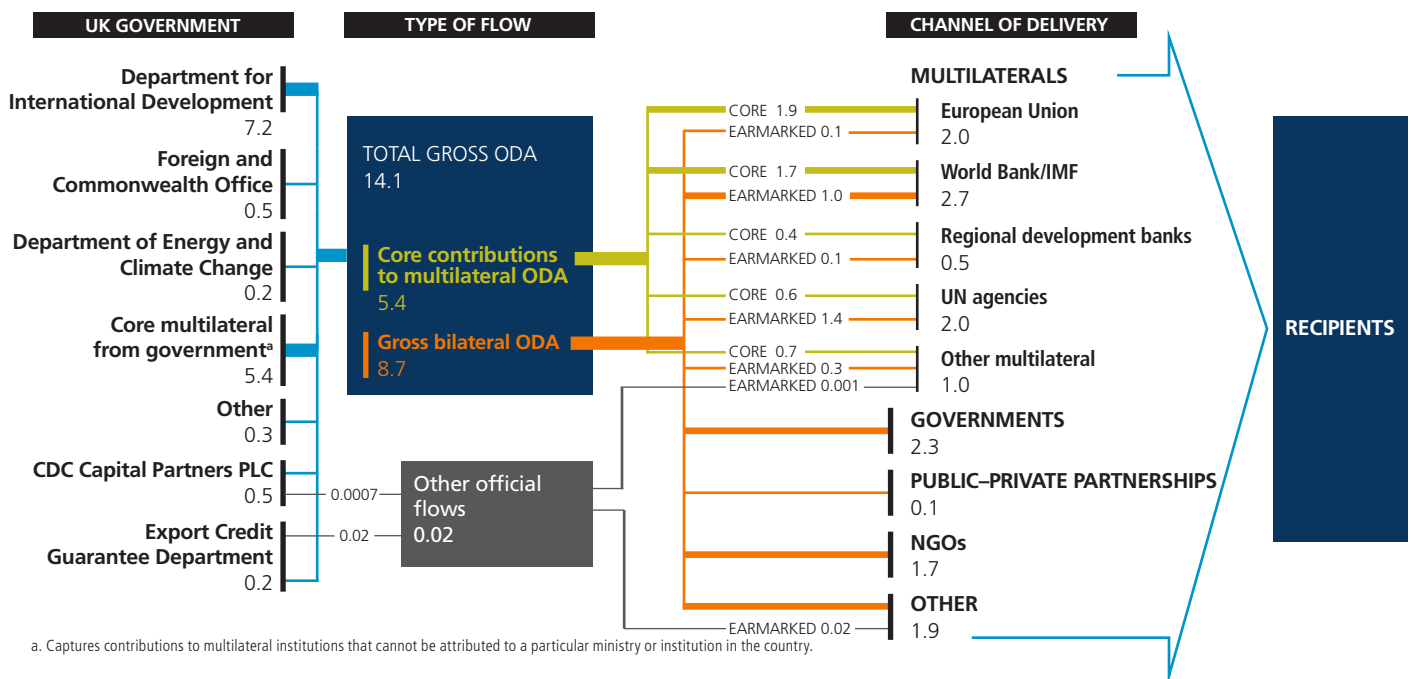 UK GOVERNMENT
Department for
International Development
7.2
Foreign and
Commonwealth Office
0.5
Department of Energy and
Climate Change
0.2
Core multilateral
from governmentᵃ
5.4
Other
0.3
CDC Capital Partners PLC
0.5
Export Credit
Guarantee Department
0.2
0.0007
0.02
TYPE OF FLOW
TOTAL GROSS ODA
14.1
Core contributions
to multilateral ODA
5.4
Gross bilateral ODA
8.7
Other official
flows
0.02
CHANNEL OF DELIVERY
MULTILATERALS
CORE 1.9
EARMARKED 0.1
European Union
2.0
CORE 1.7
EARMARKED 1.0
World Bank/IMF
2.7
CORE 0.4
EARMARKED 0.1
Regional development banks
0.5
CORE 0.6
EARMARKED 1.4
UN agencies
2.0
CORE 0.7
EARMARKED 0.3
EARMARKED 0.001
Other multilateral
1.0
GOVERNMENTS
2.3
PUBLIC–PRIVATE PARTNERSHIPS
0.1
NGOs
1.7
OTHER
1.9
EARMARKED 0.02
RECIPIENTS
a. Captures contributions to multilateral institutions that cannot be attributed to a particular ministry or institution in the country.